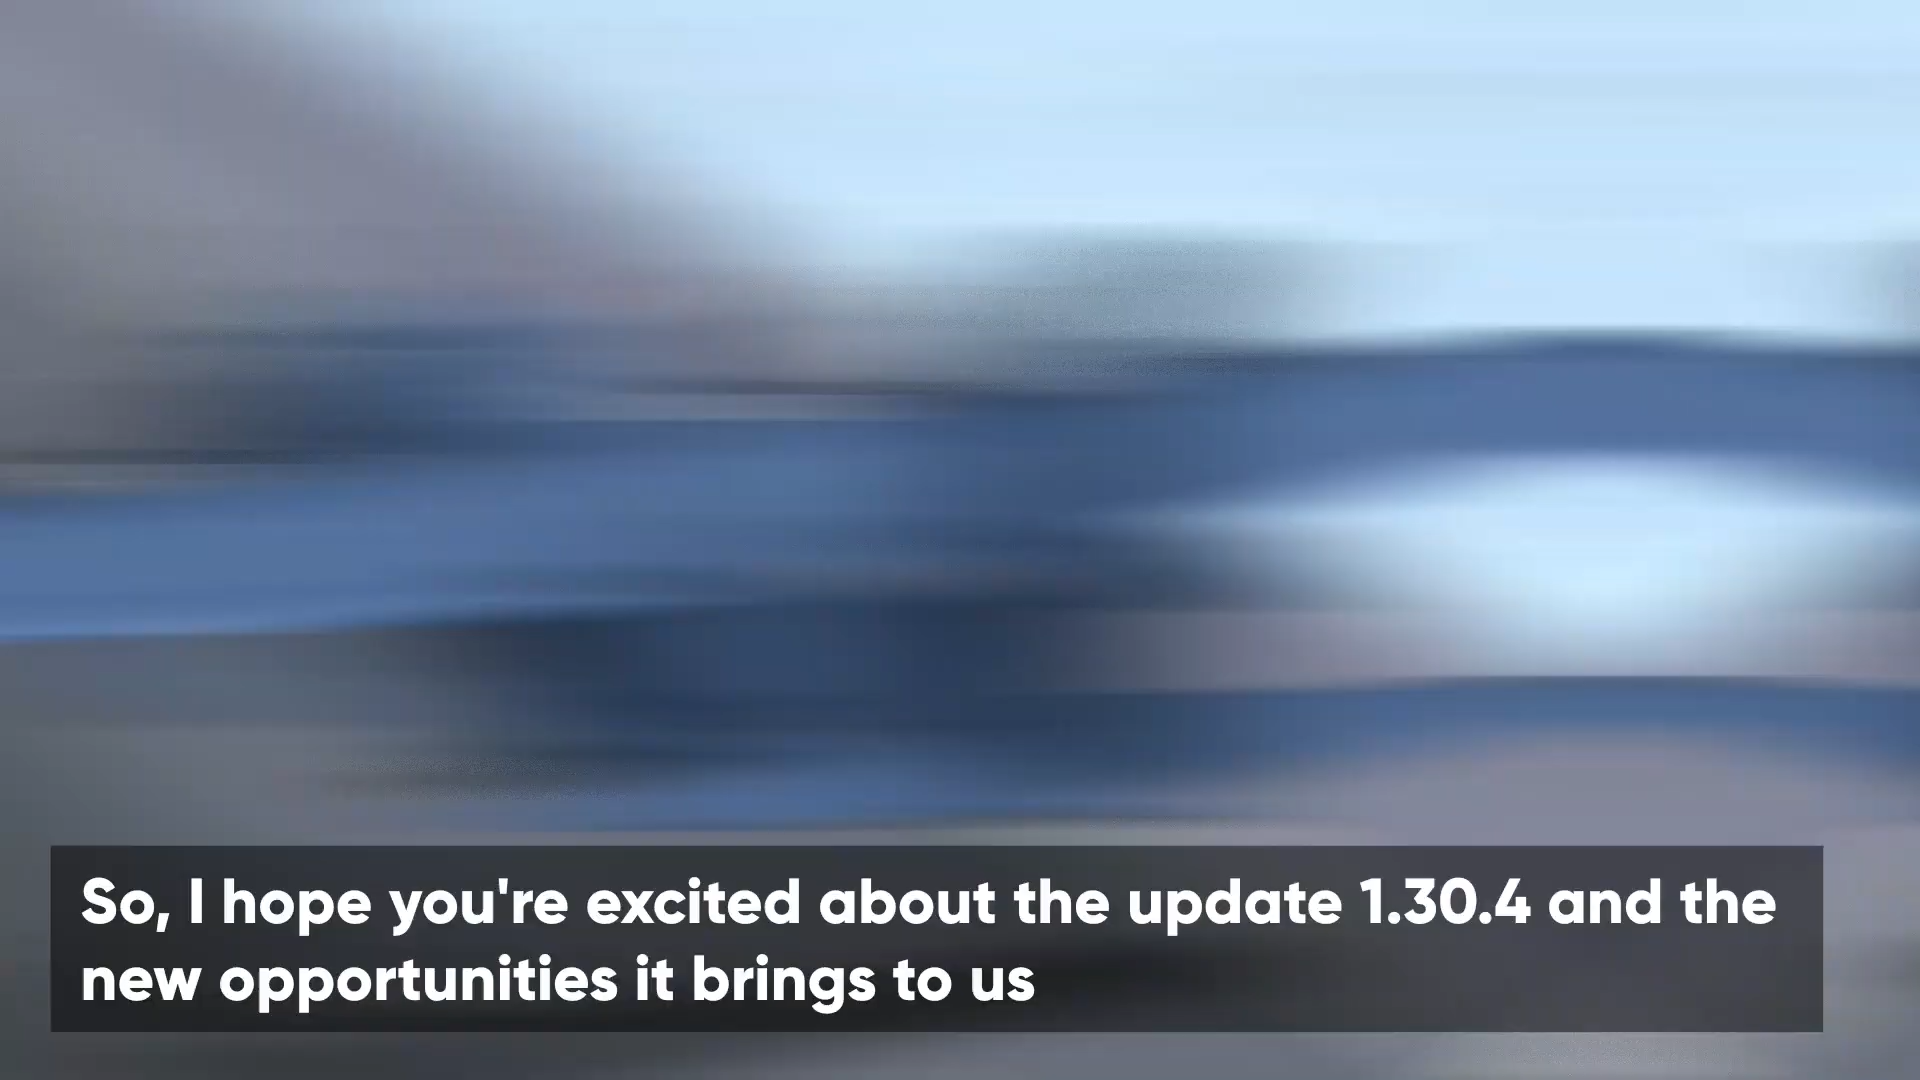 So, I hope you're excited about the update 1.30.4 and the
new opportunities it brings to us